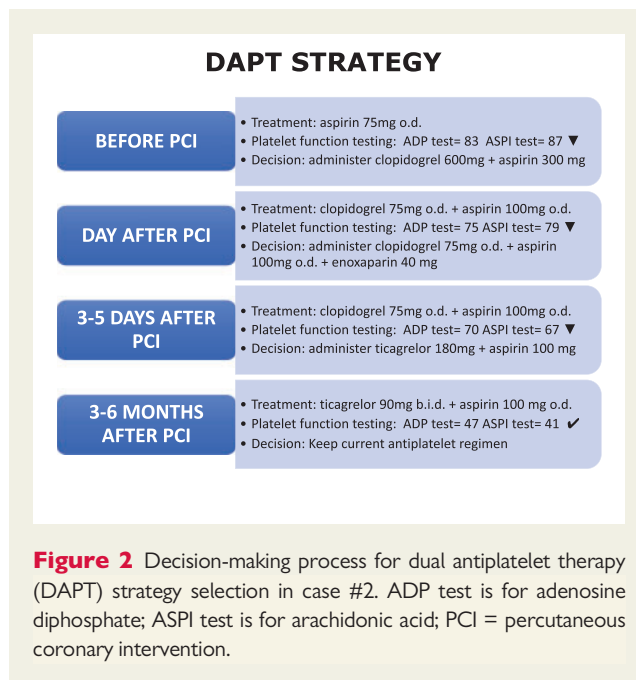 DAPT STRATEGY
BEFORE PCI
• Treatment: aspirin 75mg o.d.
• Platelet function testing: ADP test= 83 ASPI test= 87 ▼
• Decision: administer clopidogrel 600mg + aspirin 300 mg
DAY AFTER PCI
• Treatment: clopidogrel 75mg o.d. + aspirin 100mg o.d.
• Platelet function testing: ADP test= 75 ASPI test= 79 ▼
• Decision: administer clopidogrel 75mg o.d. + aspirin
100mg o.d. + enoxaparin 40 mg
3-5 DAYS AFTER
PCI
• Treatment: clopidogrel 75mg o.d. + aspirin 100mg o.d.
• Platelet function testing: ADP test= 70 ASPI test= 67 ▼
• Decision: administer ticagrelor 180mg + aspirin 100 mg
3-6 MONTHS
AFTER PCI
• Treatment: ticagrelor 90mg b.i.d. + aspirin 100 mg o.d.
• Platelet function testing: ADP test= 47 ASPI test= 41 ✔
• Decision: Keep current antiplatelet regimen
Figure 2 Decision-making process for dual antiplatelet therapy
(DAPT) strategy selection in case #2. ADP test is for adenosine
diphosphate; ASPI test is for arachidonic acid; PCI = percutaneous
coronary intervention.